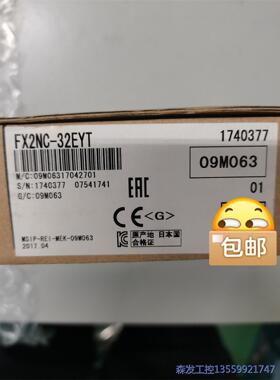 FX2NC-32EYT
1740377
M/C:09M06317042701
S/N:1740377 07541741
G/C:09M063
09M063
EAC
01
CE <G>
原产地 日本国
合格证
MSIP-REI-MEK-09M063
2017.04
包邮
森发工控13559921747